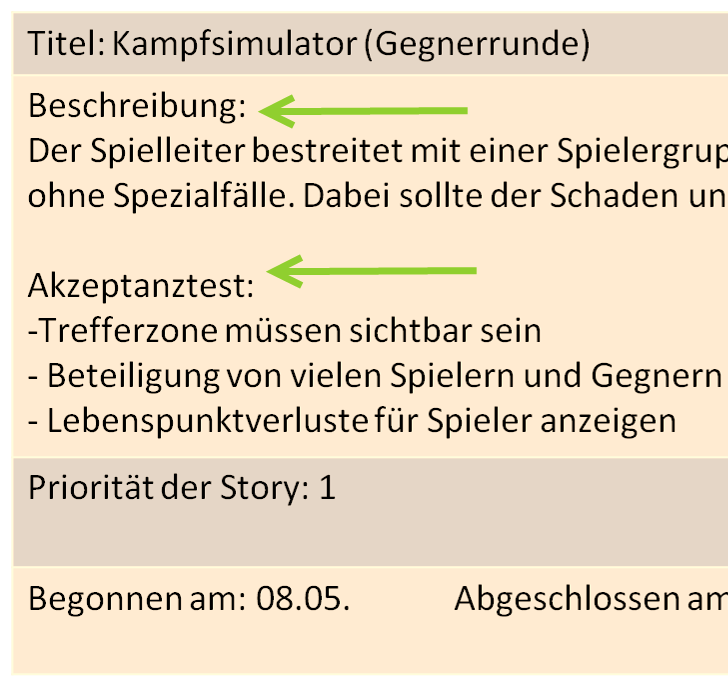 Titel: Kampfsimulator (Gegnerrunde)
Beschreibung:
Der Spielleiter bestreitet mit einer Spielergrup
ohne Spezialfälle. Dabei sollte der Schaden un
Akzeptanztest:
-Trefferzone müssen sichtbar sein
- Beteiligung von vielen Spielern und Gegnern
- Lebenspunktverluste für Spieler anzeigen
Priorität der Story: 1
Begonnen am: 08.05. Abgeschlossen am